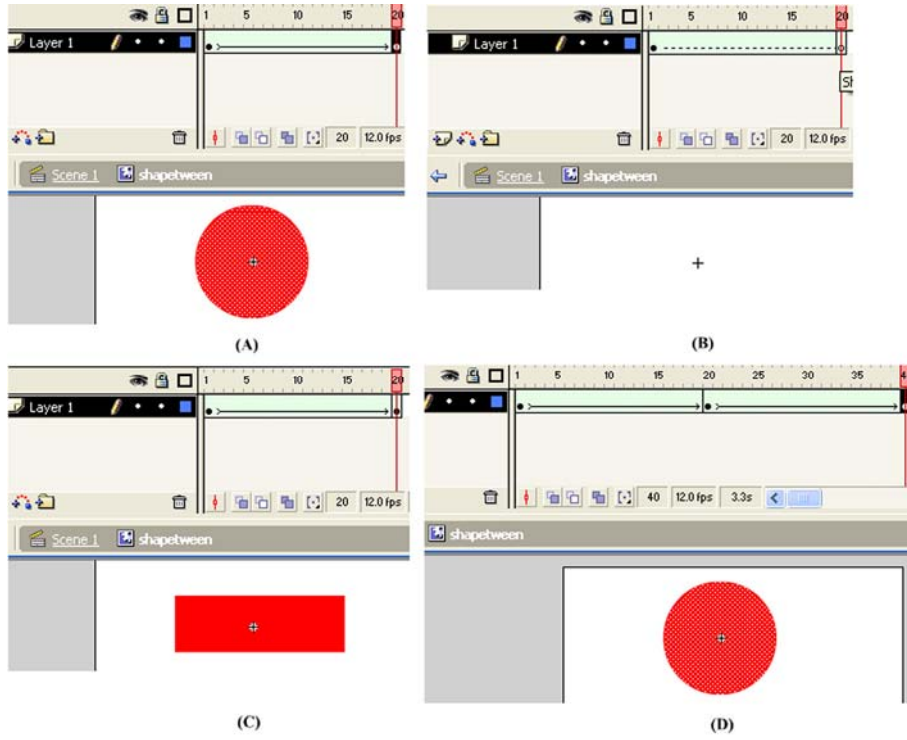 1 5 10 15 20
Layer 1
20 12.0 fps
Scene 1 shapetween
(A)
1 5 10 15 20
Layer 1
Sh
20 12.0 fps
Scene 1 shapetween
(B)
1 5 10 15 20
Layer 1
20 12.0 fps
Scene 1 shapetween
(C)
1 5 10 15 20 25 30 35 4
40 12.0 fps 3.3s
shapetween
(D)